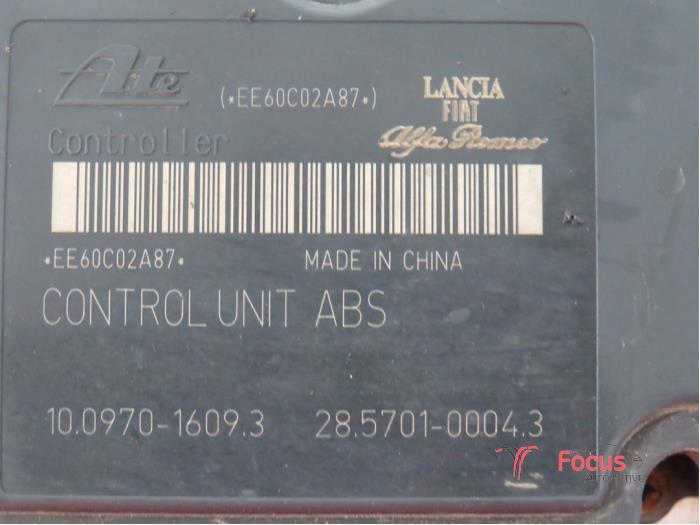 Ate (*EE60C02A87*) LANCIA
FIAT
Controller Alfa Romeo
*EE60C02A87* MADE IN CHINA
CONTROL UNIT ABS
10.0970-1609.3 28.5701-0004.3
Focus
AUTOMOTIVE